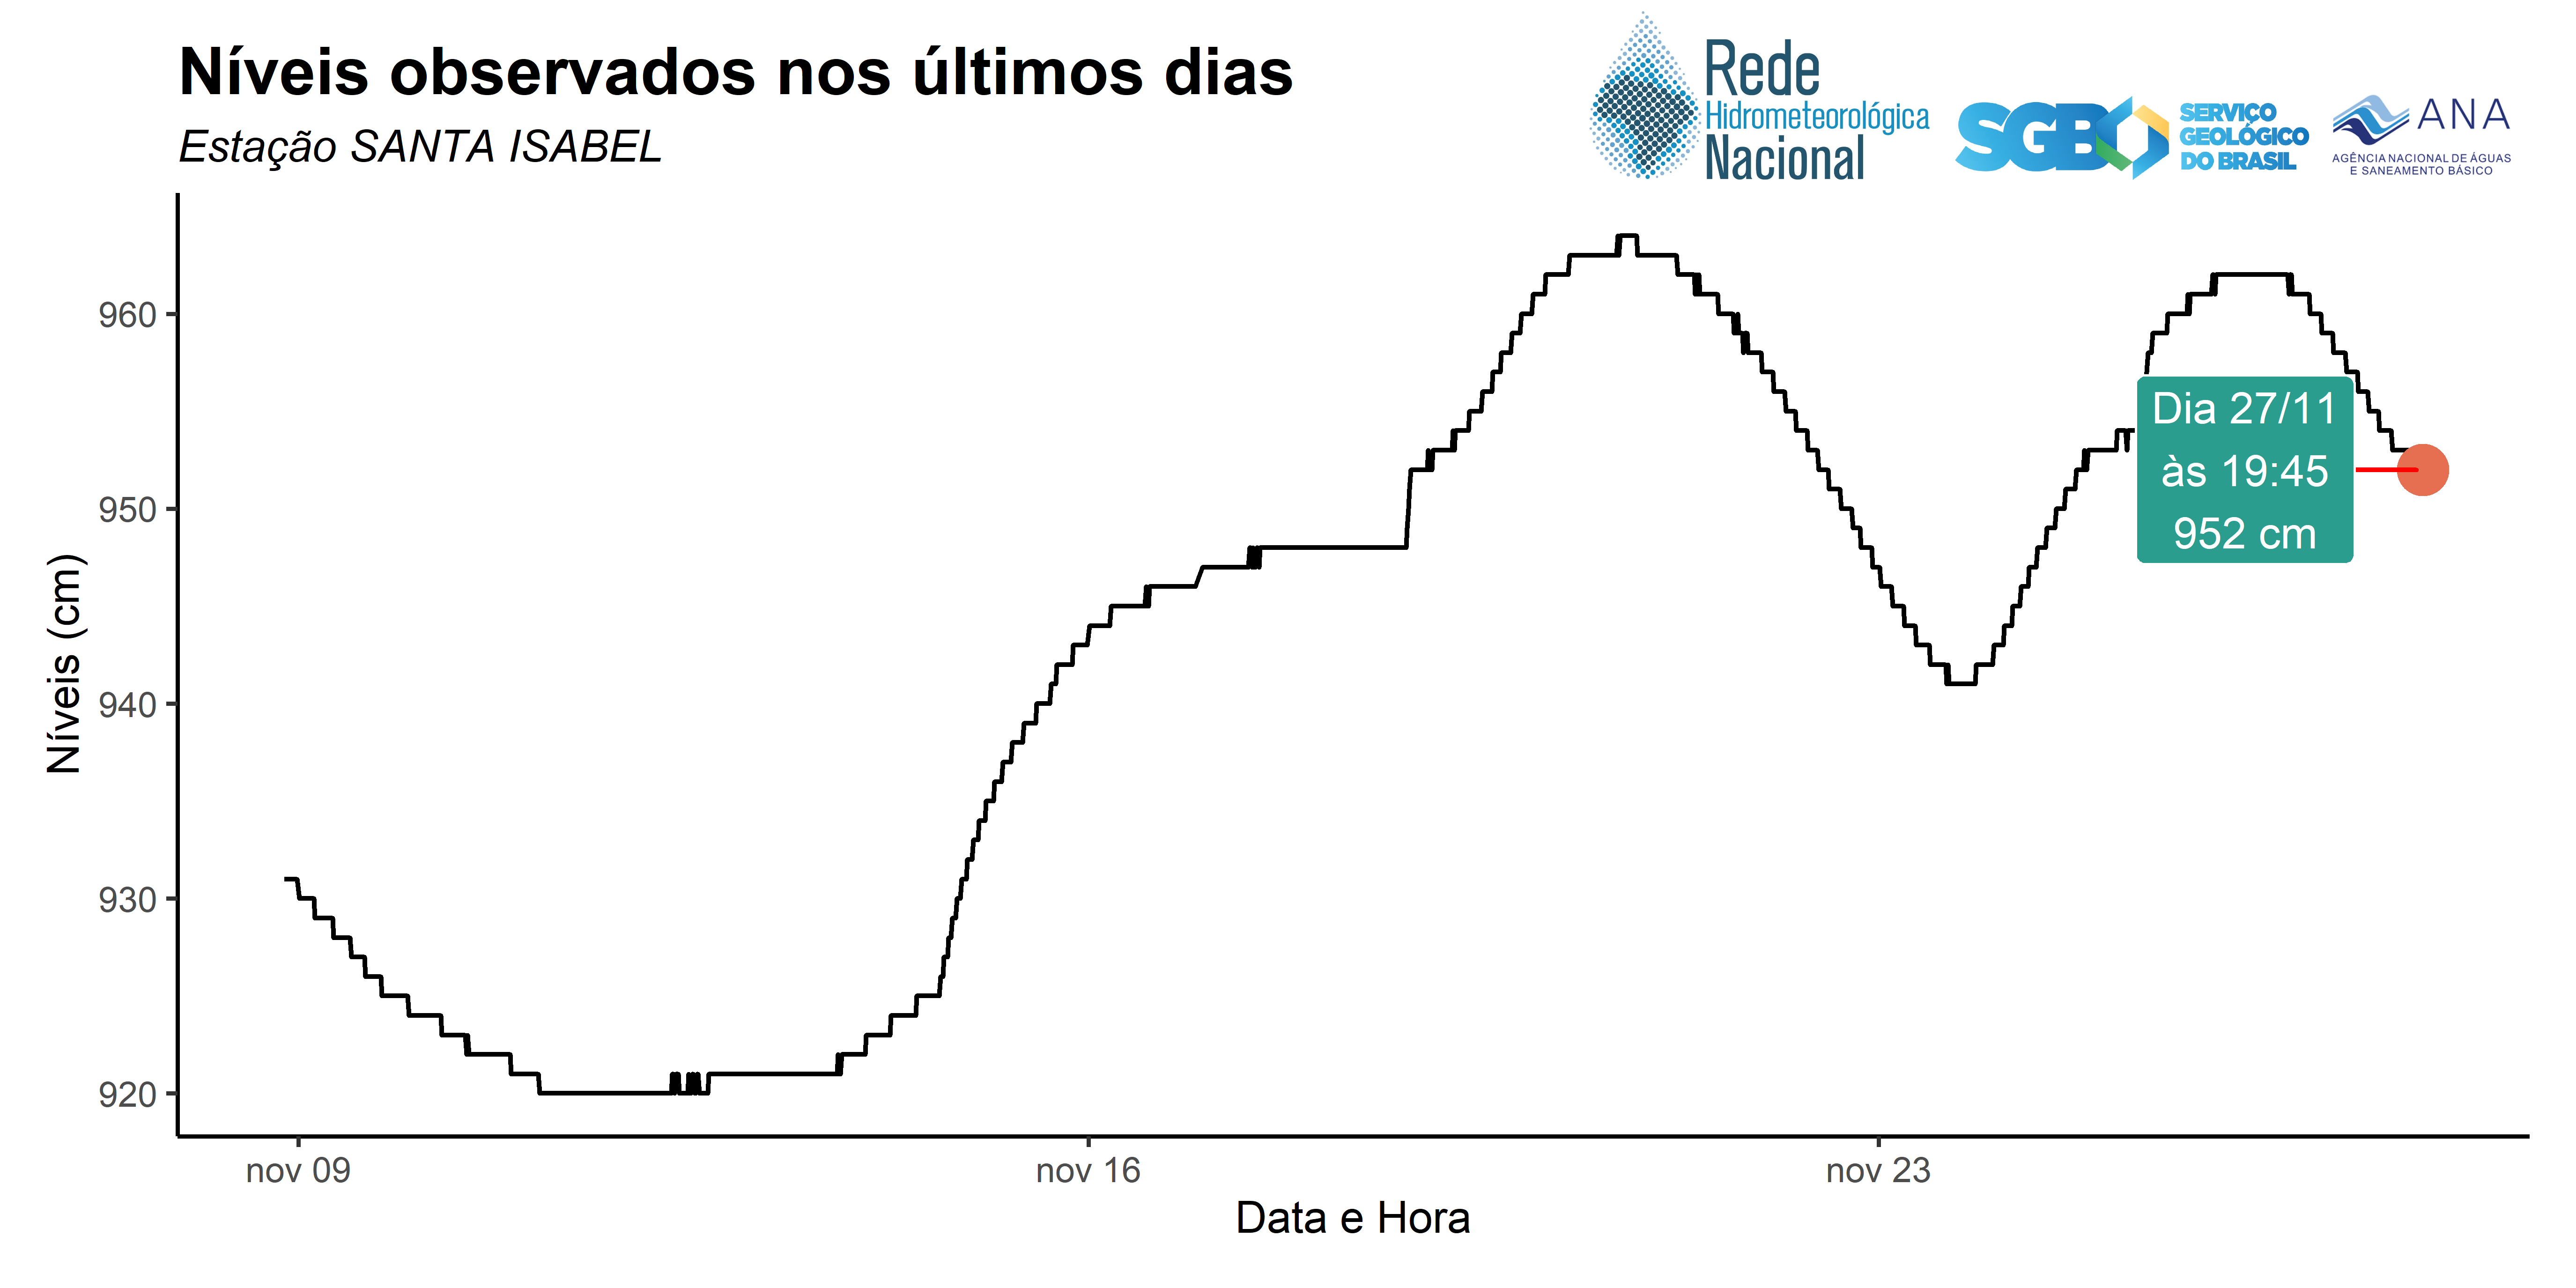 Níveis observados nos últimos dias
Estação SANTA ISABEL
Rede
Hidrometeorológica
Nacional
SGB
SERVIÇO
GEOLÓGICO
DO BRASIL
ANA
AGÊNCIA NACIONAL DE ÁGUAS
E SANEAMENTO BÁSICO
Níveis (cm)
960
950
940
930
920
Dia 27/11
às 19:45
952 cm
nov 09
nov 16
nov 23
Data e Hora